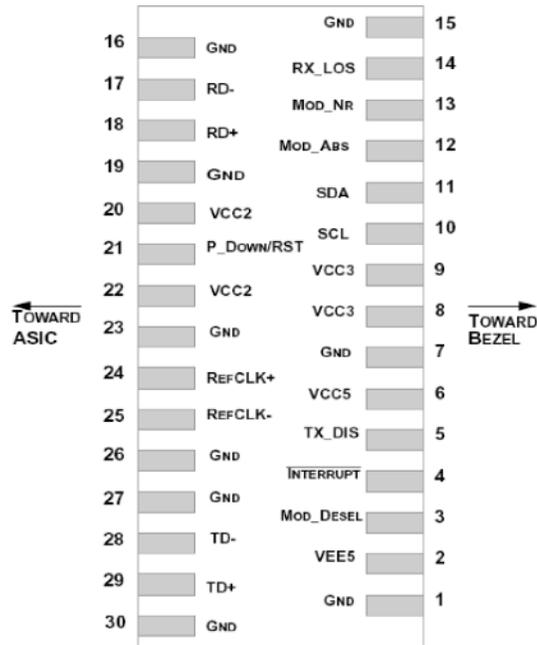 16 GND
17 RD-
18 RD+
19 GND
20 VCC2
21 P_DOWN/RST
22 VCC2
23 GND
24 REFCLK+
25 REFCLK-
26 GND
27 GND
28 TD-
29 TD+
30 GND
GND 15
RX_LOS 14
MOD_NR 13
MOD_ABS 12
SDA 11
SCL 10
VCC3 9
VCC3 8
GND 7
VCC5 6
TX_DIS 5
INTERRUPT 4
MOD_DESEL 3
VEE5 2
GND 1
TOWARD
ASIC
TOWARD
BEZEL